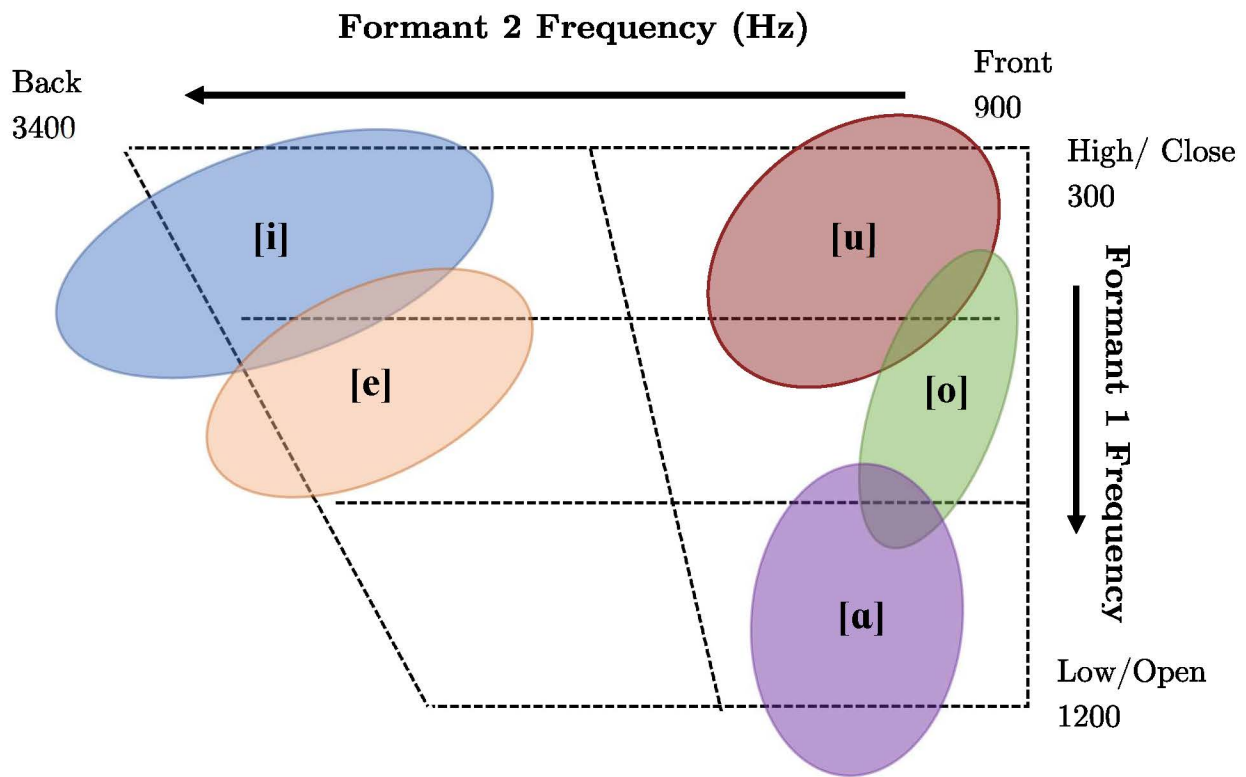 Formant 2 Frequency (Hz)
Back
3400
Front
900
High/ Close
300
[i]
[u]
[e]
[o]
Formant 1 Frequency
[a]
Low/Open
1200